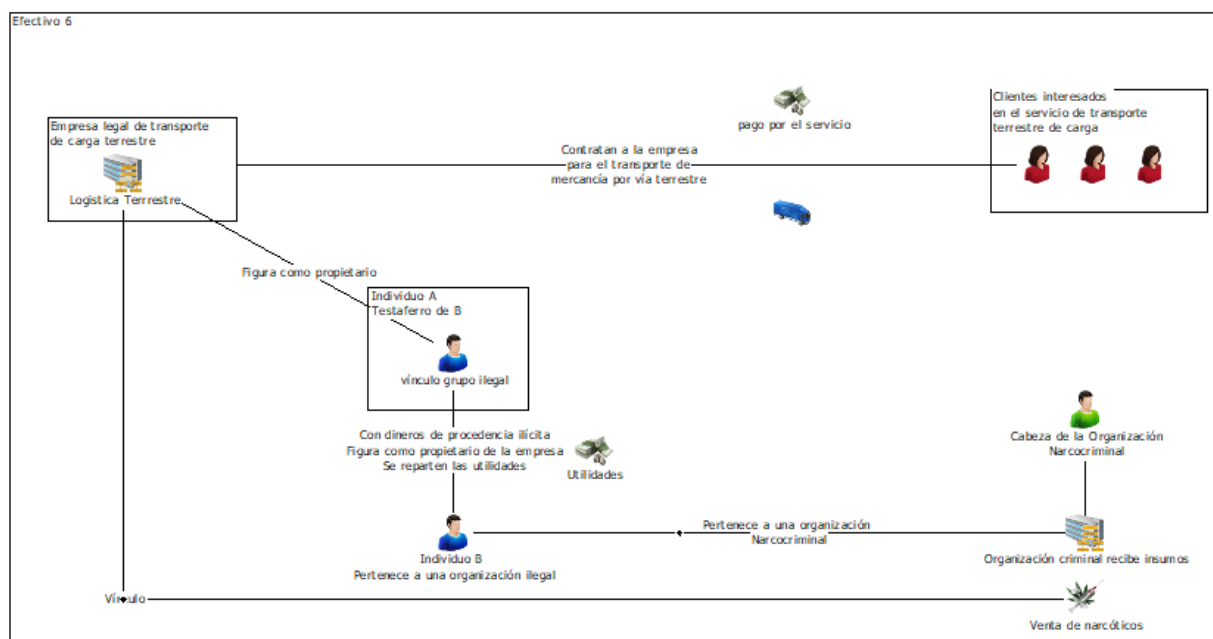 Efectivo 6
Empresa legal de transporte
de carga terrestre
Logistica Terrrestre
pago por el servicio
Contratan a la empresa
para el transporte de
mercancía por vía terrestre
Clientes interesados
en el servicio de transporte
terrestre de carga
Figura como propietario
Individuo A
Testaferro de B
vínculo grupo ilegal
Con dineros de procedencia ilícita
Figura como propietario de la empresa
Se reparten las utilidades
Utilidades
Cabeza de la Organización
Narcocriminal
Pertenece a una organización
Narcocriminal
Individuo B
Pertenece a una organización ilegal
Organización criminal recibe insumos
Vínculo
Venta de narcóticos